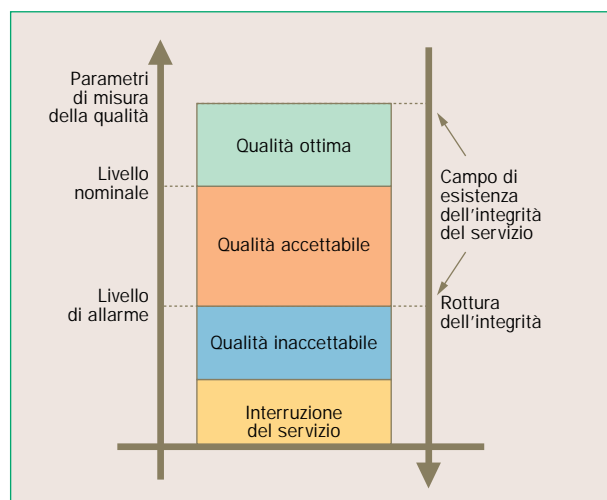 Parametri
di misura
della qualità
Qualità ottima
Livello
nominale
Campo di
esistenza
dell'integrità
del servizio
Qualità accettabile
Livello
di allarme
Rottura
dell'integrità
Qualità inaccettabile
Interruzione
del servizio